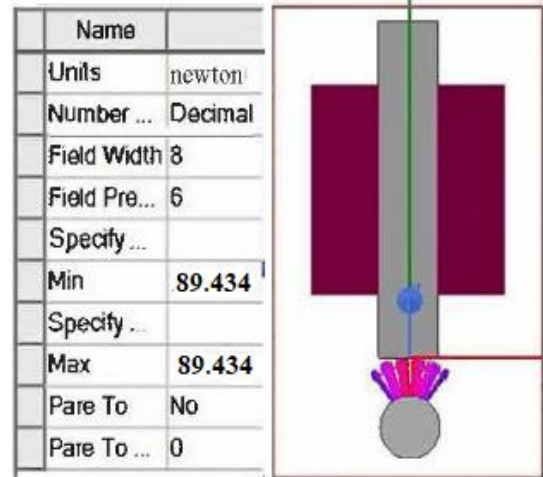 Name
Units newton
Number ... Decimal
Field Width 8
Field Pre... 6
Specify ...
Min 89.434
Specify ...
Max 89.434
Pare To No
Pare To ... 0